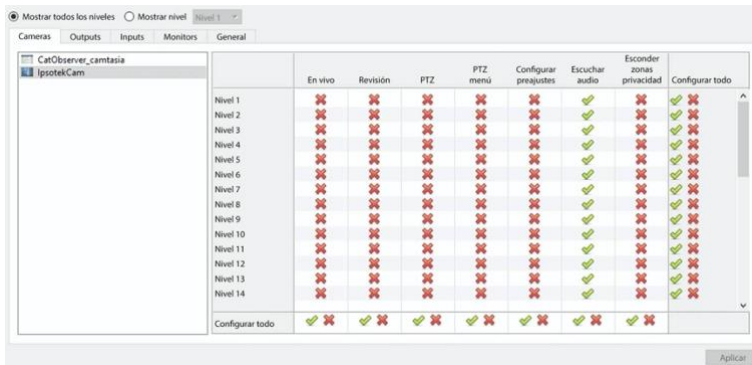 Mostrar todos los niveles Mostrar nivel Nivel 1
Cameras Outputs Inputs Monitors General
CatObserver_camtasia
IpsotekCam
En vivo Revisión PTZ PTZ menú Configurar preajustes Escuchar audio Esconder zonas privacidad Configurar todo
Nivel 1
Nivel 2
Nivel 3
Nivel 4
Nivel 5
Nivel 6
Nivel 7
Nivel 8
Nivel 9
Nivel 10
Nivel 11
Nivel 12
Nivel 13
Nivel 14
Configurar todo
Aplicar